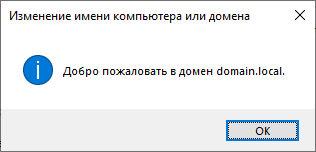 Изменение имени компьютера или домена
Добро пожаловать в домен domain.local.
OK